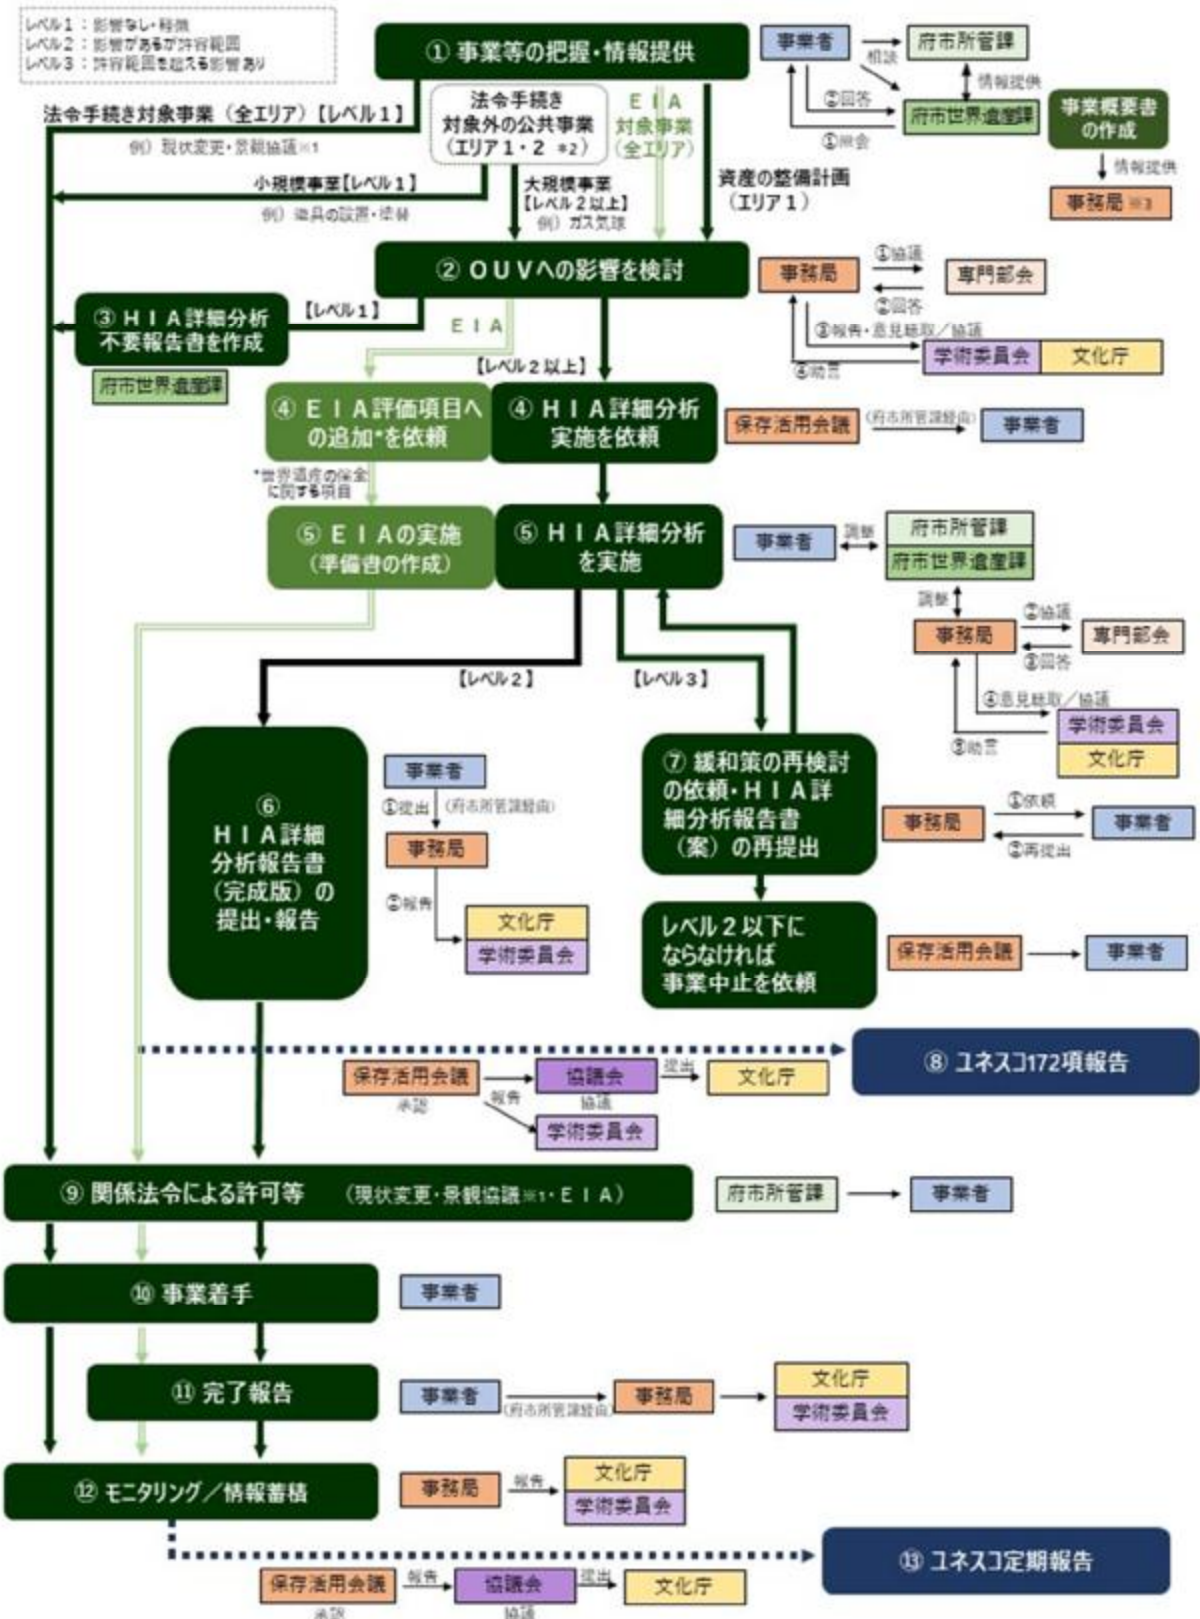 レベル1：影響なし・軽微
レベル2：影響があるが許容範囲
レベル3：許容範囲を超える影響あり
① 事業等の把握・情報提供
事業者
相談
府市所管課
情報提供
②回答
①照会
府市世界遺産課
事業概要書
の作成
情報提供
事務局 ※3
法令手続き対象事業（全エリア）【レベル1】
例）現状変更・景観協議※1
法令手続き
対象外の公共事業
（エリア1・2 ※2）
EIA
対象事業
（全エリア）
小規模事業【レベル1】
例）遊具の設置・塗替
大規模事業
【レベル2以上】
例）ガス気球
資産の整備計画
（エリア1）
② OUVへの影響を検討
事務局
①協議
②回答
専門部会
③報告・意見聴取／協議
④助言
学術委員会
文化庁
③ HIA詳細分析
不要報告書を作成
【レベル1】
府市世界遺産課
EIA
【レベル2以上】
④ EIA評価項目へ
の追加*を依頼
④ HIA詳細分析
実施を依頼
保存活用会議
（府市所管課経由）
事業者
*世界遺産の保全
に関する項目
⑤ EIAの実施
（準備書の作成）
⑤ HIA詳細分析
を実施
事業者
調整
府市所管課
府市世界遺産課
調整
事務局
②協議
③回答
専門部会
④意見聴取／協議
学術委員会
文化庁
【レベル2】
【レベル3】
⑥
HIA詳細
分析報告書
（完成版）の
提出・報告
事業者
①提出
（府市所管課経由）
事務局
②報告
文化庁
学術委員会
⑦ 緩和策の再検討
の依頼・HIA詳
細分析報告書
（案）の再提出
事務局
①依頼
②再提出
事業者
レベル2以下に
ならなければ
事業中止を依頼
保存活用会議
事業者
⑧ ユネスコ172項報告
保存活用会議
承認
報告
協議会
協議
提出
文化庁
学術委員会
⑨ 関係法令による許可等 （現状変更・景観協議※1・EIA）
府市所管課
事業者
⑩ 事業着手
事業者
⑪ 完了報告
事業者
（府市所管課経由）
事務局
文化庁
学術委員会
⑫ モニタリング／情報蓄積
事務局
報告
文化庁
学術委員会
⑬ ユネスコ定期報告
保存活用会議
承認
報告
協議会
協議
提出
文化庁